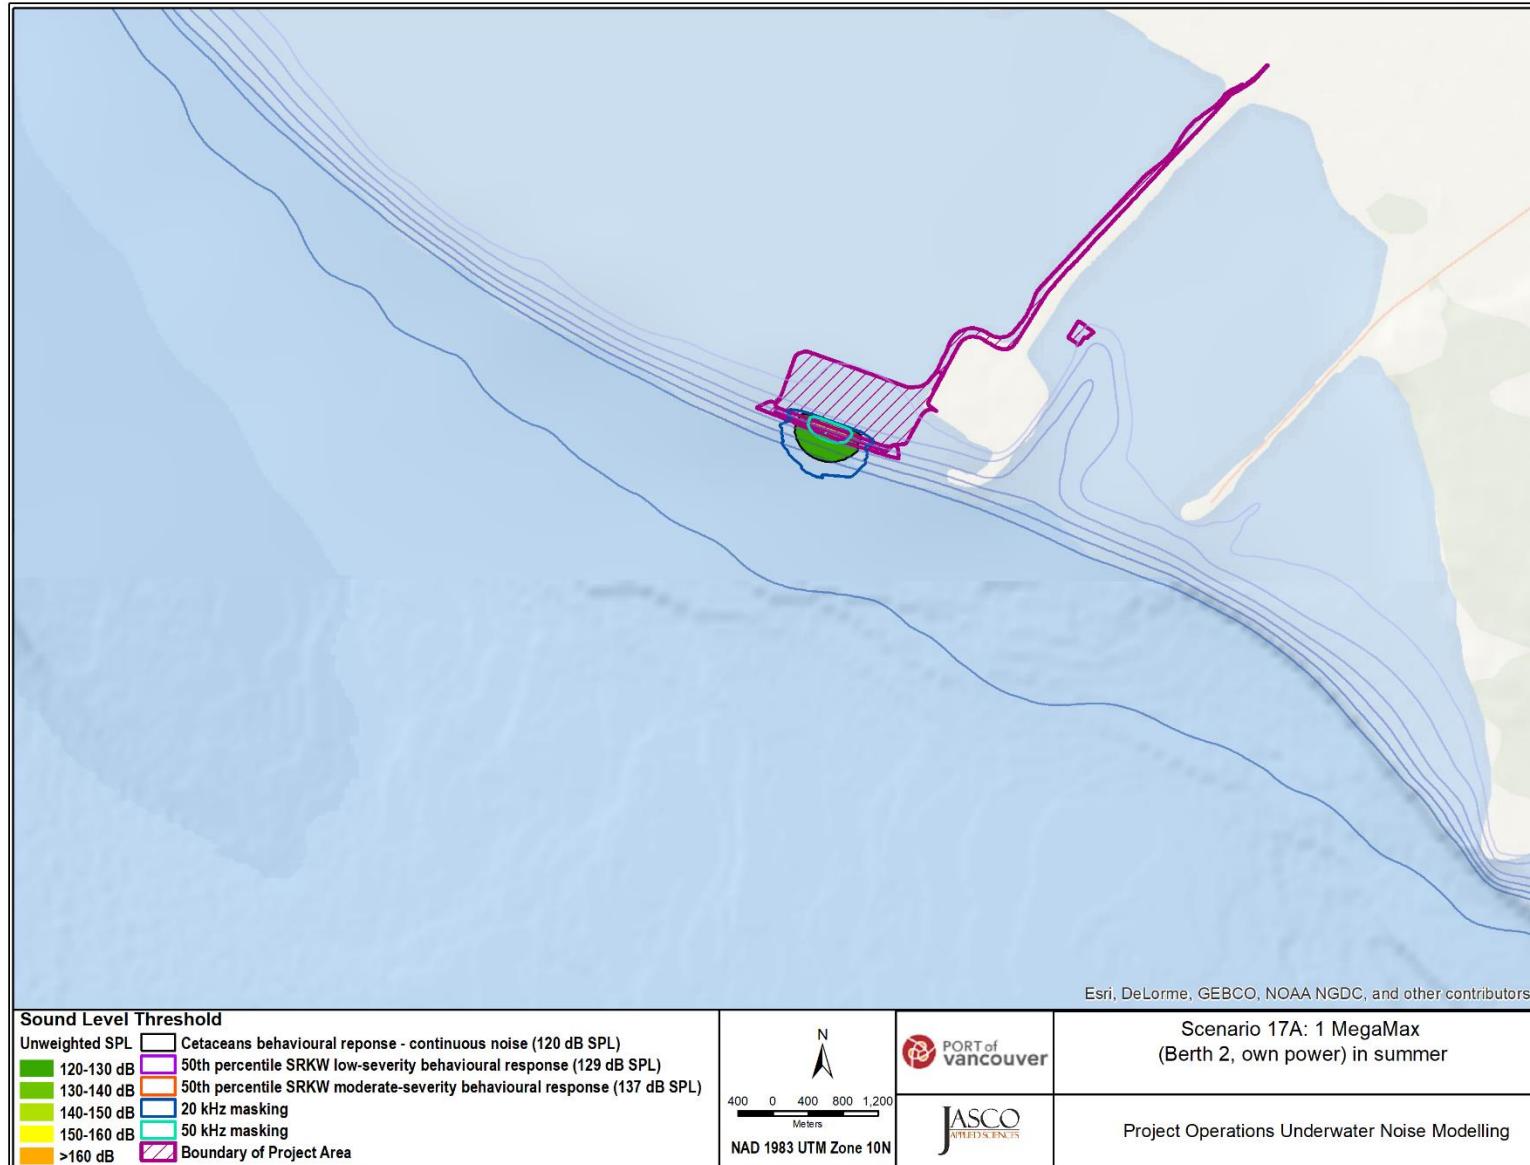 Esri, DeLorme, GEBCO, NOAA NGDC, and other contributors
Sound Level Threshold
Unweighted SPL
120-130 dB
130-140 dB
140-150 dB
150-160 dB
>160 dB
Cetaceans behavioural reponse - continuous noise (120 dB SPL)
50th percentile SRKW low-severity behavioural response (129 dB SPL)
50th percentile SRKW moderate-severity behavioural response (137 dB SPL)
20 kHz masking
50 kHz masking
Boundary of Project Area
N
400 0 400 800 1,200
Meters
NAD 1983 UTM Zone 10N
PORT of
vancouver
JASCO
APPLIED SCIENCES
Scenario 17A: 1 MegaMax
(Berth 2, own power) in summer
Project Operations Underwater Noise Modelling